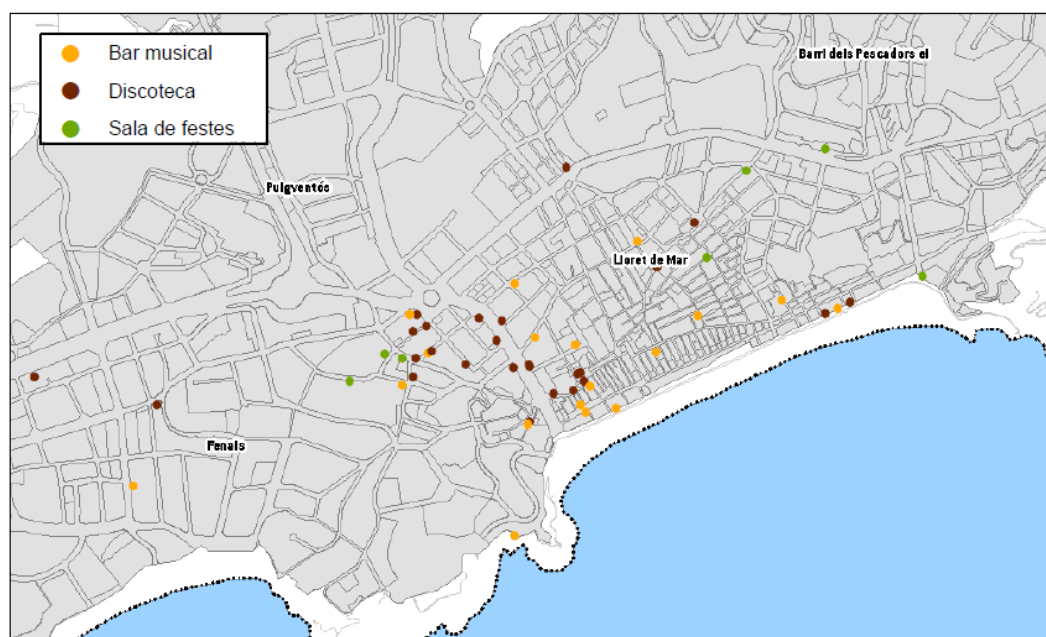 Bar musical
Discoteca
Sala de festes
Barri dels Pescadors el
Puigventós
Lloret de Mar
Fenals